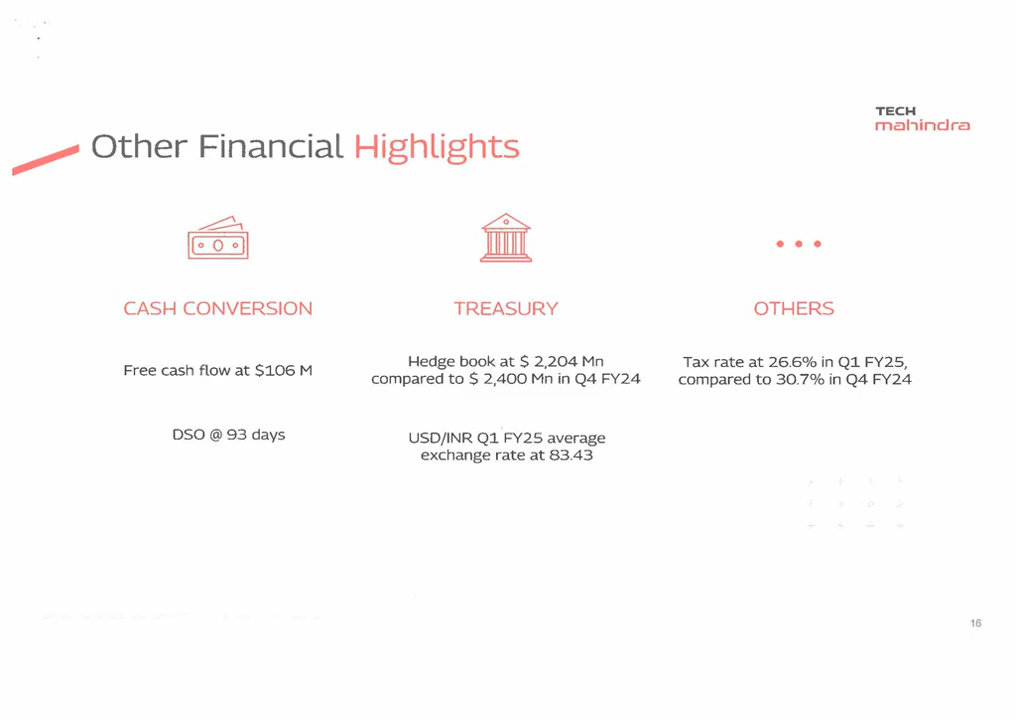 TECH
mahindra
Other Financial Highlights
CASH CONVERSION
Free cash flow at $106 M
DSO @ 93 days
TREASURY
Hedge book at $ 2,204 Mn
compared to $ 2,400 Mn in Q4 FY24
USD/INR Q1 FY25 average
exchange rate at 83.43
OTHERS
Tax rate at 26.6% in Q1 FY25,
compared to 30.7% in Q4 FY24
16